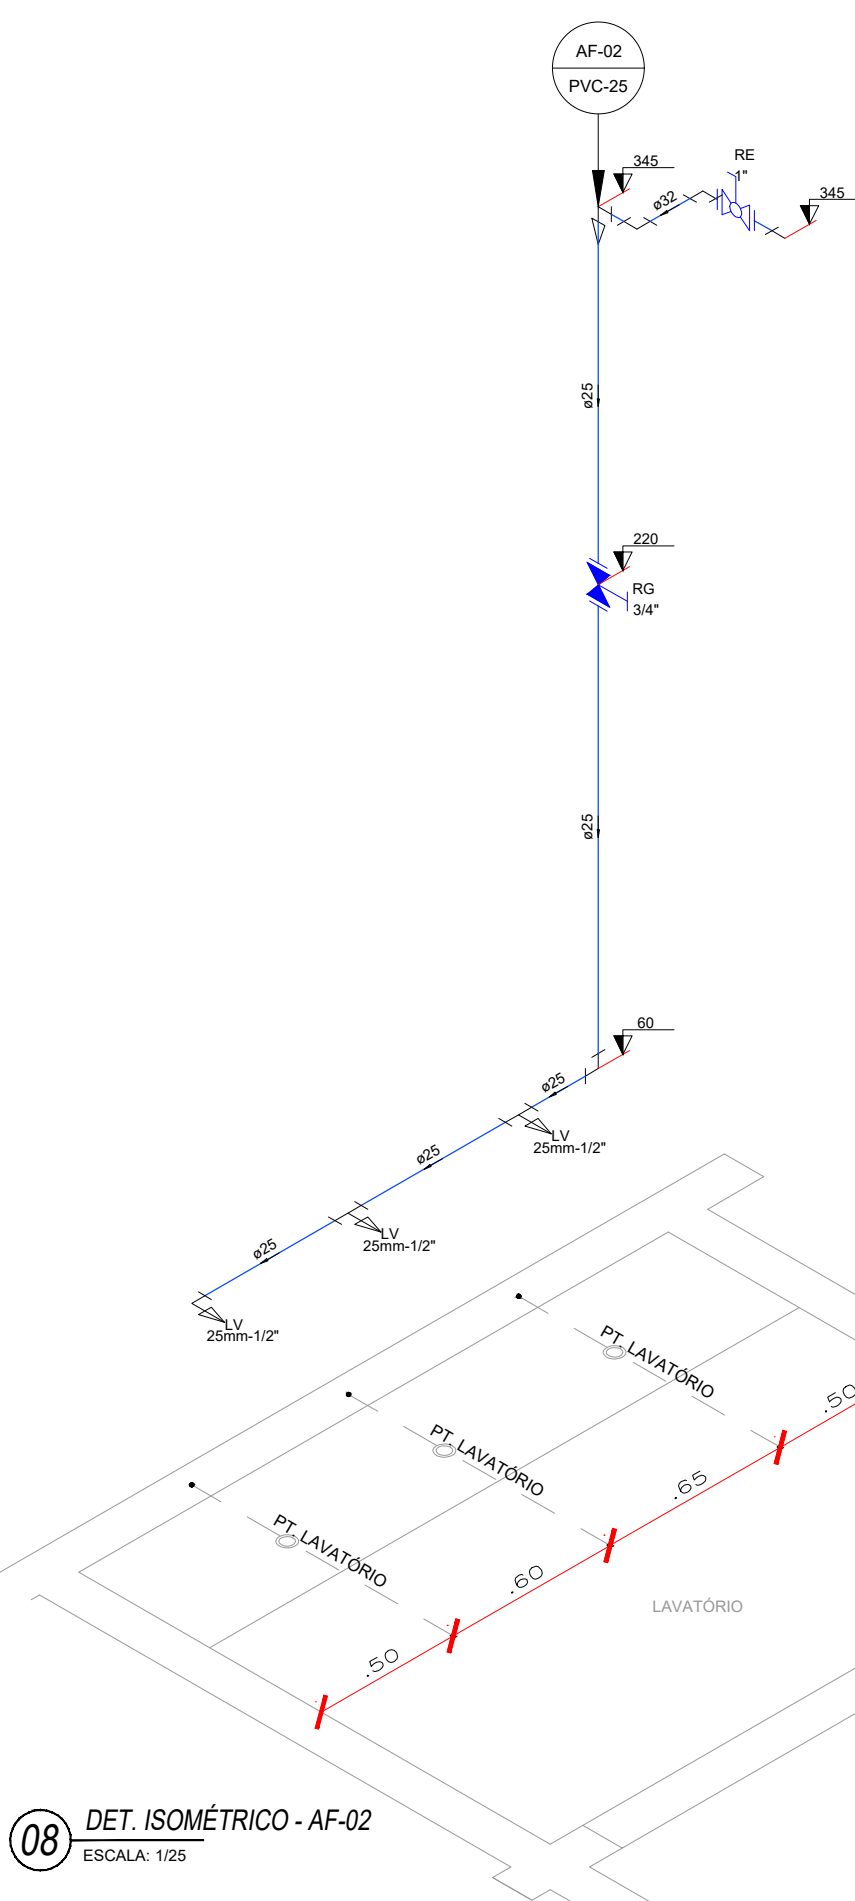 AF-02
PVC-25
345
RE
1"
345
ø32
ø25
220
RG
3/4"
ø25
60
ø25
LV
25mm-1/2"
ø25
LV
25mm-1/2"
ø25
LV
25mm-1/2"
PT. LAVATÓRIO
.50
PT. LAVATÓRIO
.65
PT. LAVATÓRIO
.60
LAVATÓRIO
.50
08
DET. ISOMÉTRICO - AF-02
ESCALA: 1/25